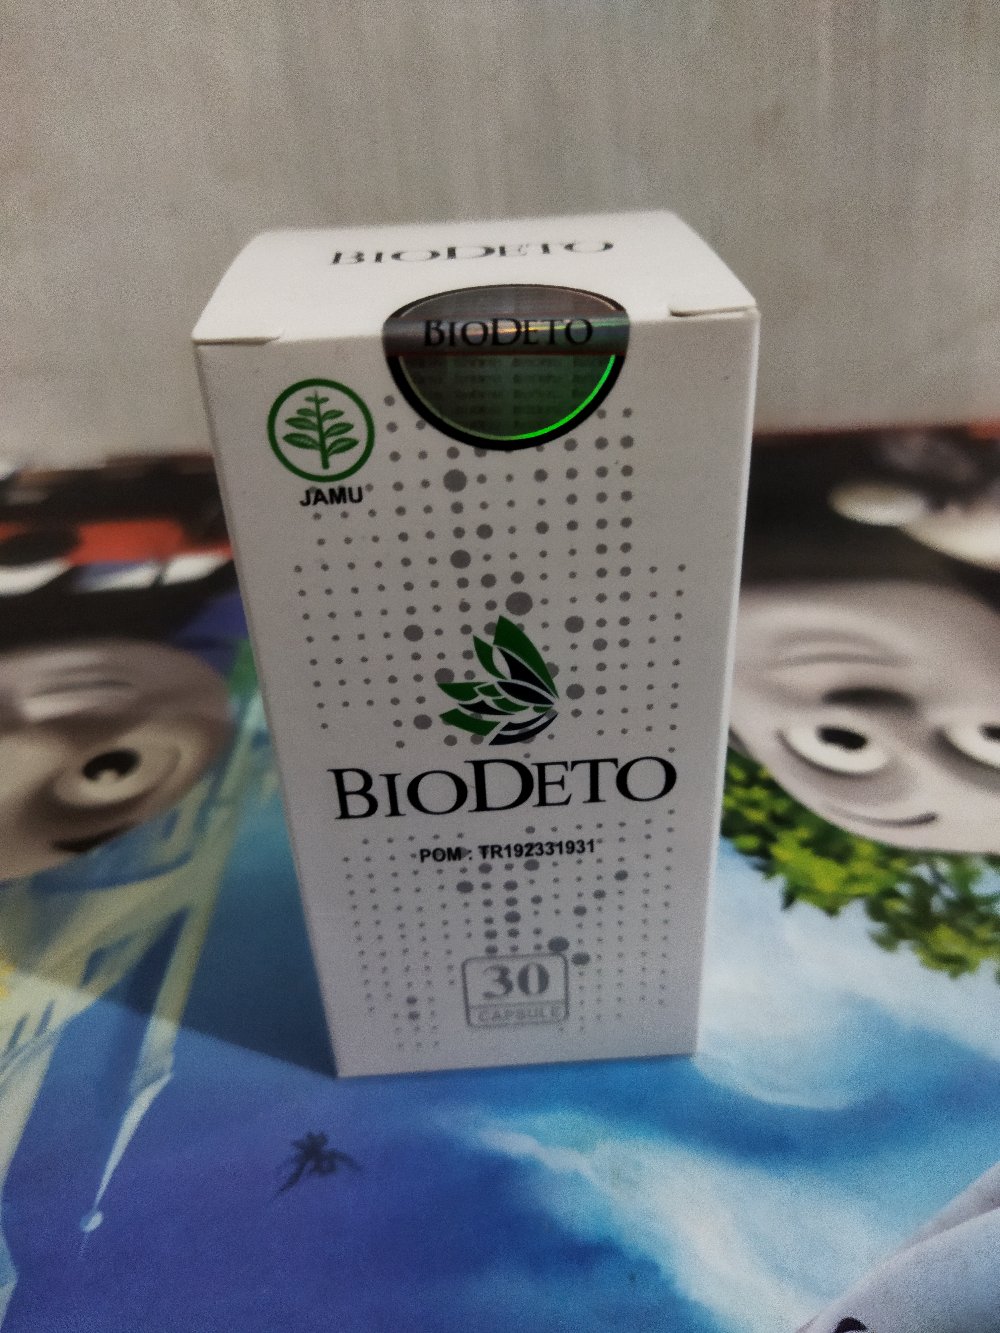 BIODETO
BIODETO
JAMU
BIODETO
POM : TR192331931
30
CAPSULE